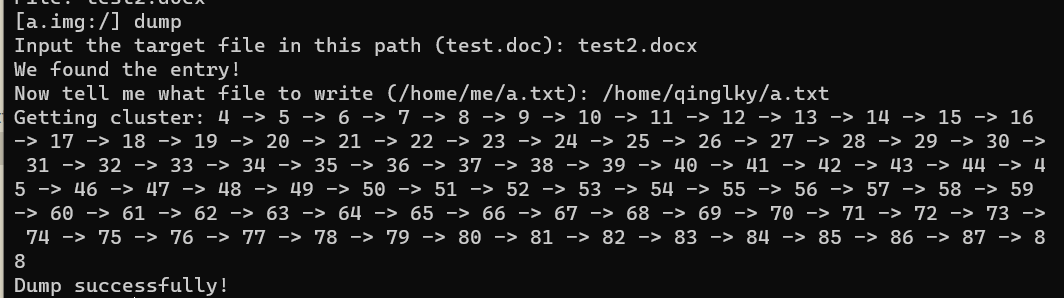 File: test2.docx
[a.img:/] dump
Input the target file in this path (test.doc): test2.docx
We found the entry!
Now tell me what file to write (/home/me/a.txt): /home/qinglky/a.txt
Getting cluster: 4 -> 5 -> 6 -> 7 -> 8 -> 9 -> 10 -> 11 -> 12 -> 13 -> 14 -> 15 -> 16
-> 17 -> 18 -> 19 -> 20 -> 21 -> 22 -> 23 -> 24 -> 25 -> 26 -> 27 -> 28 -> 29 -> 30 ->
31 -> 32 -> 33 -> 34 -> 35 -> 36 -> 37 -> 38 -> 39 -> 40 -> 41 -> 42 -> 43 -> 44 -> 4
5 -> 46 -> 47 -> 48 -> 49 -> 50 -> 51 -> 52 -> 53 -> 54 -> 55 -> 56 -> 57 -> 58 -> 59
-> 60 -> 61 -> 62 -> 63 -> 64 -> 65 -> 66 -> 67 -> 68 -> 69 -> 70 -> 71 -> 72 -> 73 ->
74 -> 75 -> 76 -> 77 -> 78 -> 79 -> 80 -> 81 -> 82 -> 83 -> 84 -> 85 -> 86 -> 87 -> 8
8
Dump successfully!